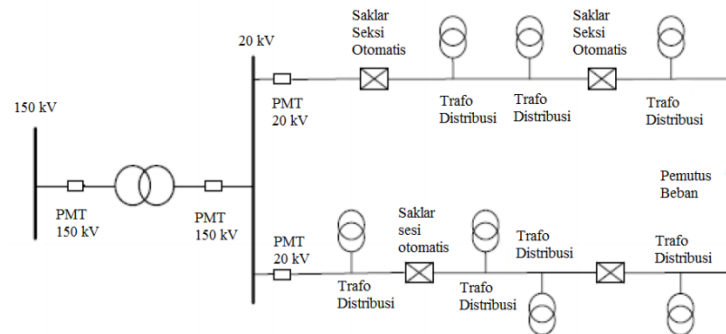 150 kV
PMT
150 kV
PMT
150 kV
20 kV
PMT
20 kV
Saklar
Seksi
Otomatis
Trafo
Distribusi
Trafo
Distribusi
Saklar
Seksi
Otomatis
Trafo
Distribusi
Pemutus
Beban
PMT
20 kV
Trafo
Distribusi
Saklar
sesi
otomatis
Trafo
Distribusi
Trafo
Distribusi
Trafo
Distribusi